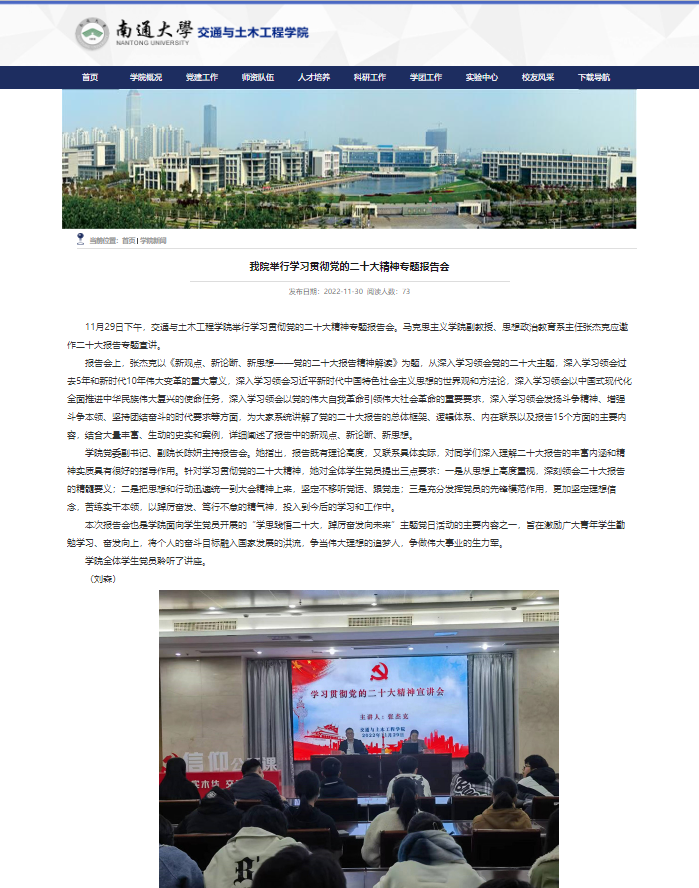 南通大學 交通与土木工程学院
NANTONG UNIVERSITY
首页 学院概况 党建工作 师资队伍 人才培养 科研工作 学团工作 实验中心 校友风采 下载导航
当前位置：首页 | 学院新闻
我院举行学习贯彻党的二十大精神专题报告会
发布日期：2022-11-30 阅读人数：73
11月29日下午，交通与土木工程学院举行学习贯彻党的二十大精神专题报告会。马克思主义学院副教授、思想政治教育系主任张杰克应邀
作二十大报告专题宣讲。
报告会上，张杰克以《新观点、新论断、新思想——党的二十大报告精神解读》为题，从深入学习领会党的二十大主题，深入学习领会过
去5年和新时代10年伟大变革的重大意义，深入学习领会习近平新时代中国特色社会主义思想的世界观和方法论，深入学习领会以中国式现代化
全面推进中华民族伟大复兴的使命任务，深入学习领会以党的伟大自我革命引领伟大社会革命的重要要求，深入学习领会发扬斗争精神、增强
斗争本领、坚持团结奋斗的时代要求等方面，为大家系统讲解了党的二十大报告的总体框架、逻辑体系、内在联系以及报告15个方面的主要内
容，结合大量丰富、生动的史实和案例，详细阐述了报告中的新观点、新论断、新思想。
学院党委副书记、副院长陈妍主持报告会。她指出，报告既有理论高度，又联系具体实际，对同学们深入理解二十大报告的丰富内涵和精
神实质具有很好的指导作用。针对学习贯彻党的二十大精神，她对全体学生党员提出三点要求：一是从思想上高度重视，深刻领会二十大报告
的精髓要义；二是把思想和行动迅速统一到大会精神上来，坚定不移听党话、跟党走；三是充分发挥党员的先锋模范作用，更加坚定理想信
念，苦练实干本领，以踔厉奋发、笃行不怠的精气神，投入到今后的学习和工作中。
本次报告会也是学院面向学生党员开展的“学思践悟二十大，踔厉奋发向未来”主题党日活动的主要内容之一，旨在激励广大青年学生勤
勉学习、奋发向上，将个人的奋斗目标融入国家发展的洪流，争当伟大理想的追梦人，争做伟大事业的生力军。
学院全体学生党员聆听了讲座。
（刘森）
学习贯彻党的二十大精神宣讲会
主讲人：张杰克
交通与土木工程学院
2022年11月29日
信仰公 课